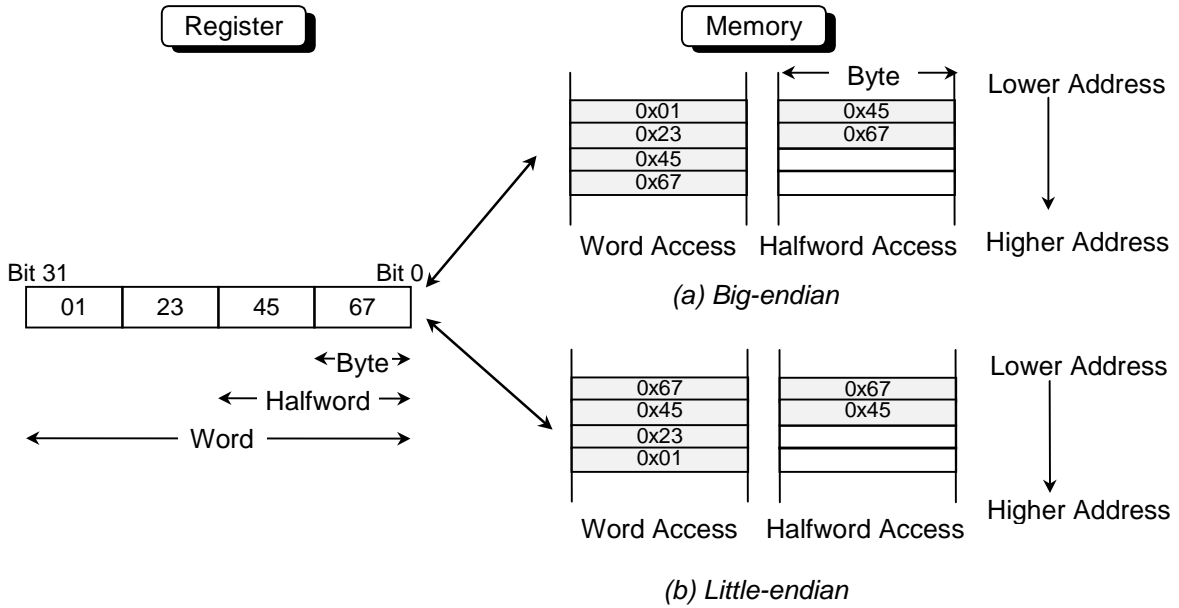 Register
Memory
Byte
Lower Address
0x01 0x45
0x23 0x67
0x45
0x67
Word Access Halfword Access
Higher Address
(a) Big-endian
Bit 31 Bit 0
01 23 45 67
Byte
Halfword
Word
Lower Address
0x67 0x67
0x45 0x45
0x23
0x01
Word Access Halfword Access
Higher Address
(b) Little-endian